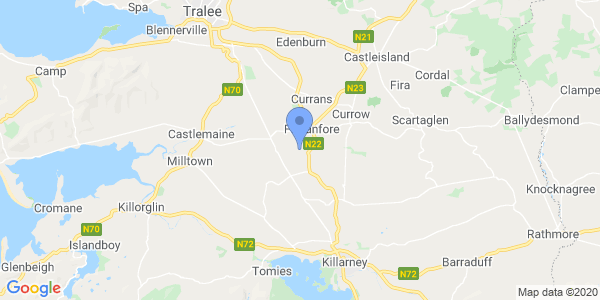 Spa
Tralee
Blennerville
Edenburn
N21
Castleisland
Camp
N70
N23
Fira
Cordal
Clamper
Currans
Currow
Scartaglen
Ballydesmond
Castlemaine
N22
Milltown
Knocknagree
Cromane
Killorglin
N70
Islandboy
N72
Rathmore
Killarney
Barraduff
Glenbeigh
Tomies
N72
Google
Map data ©2020